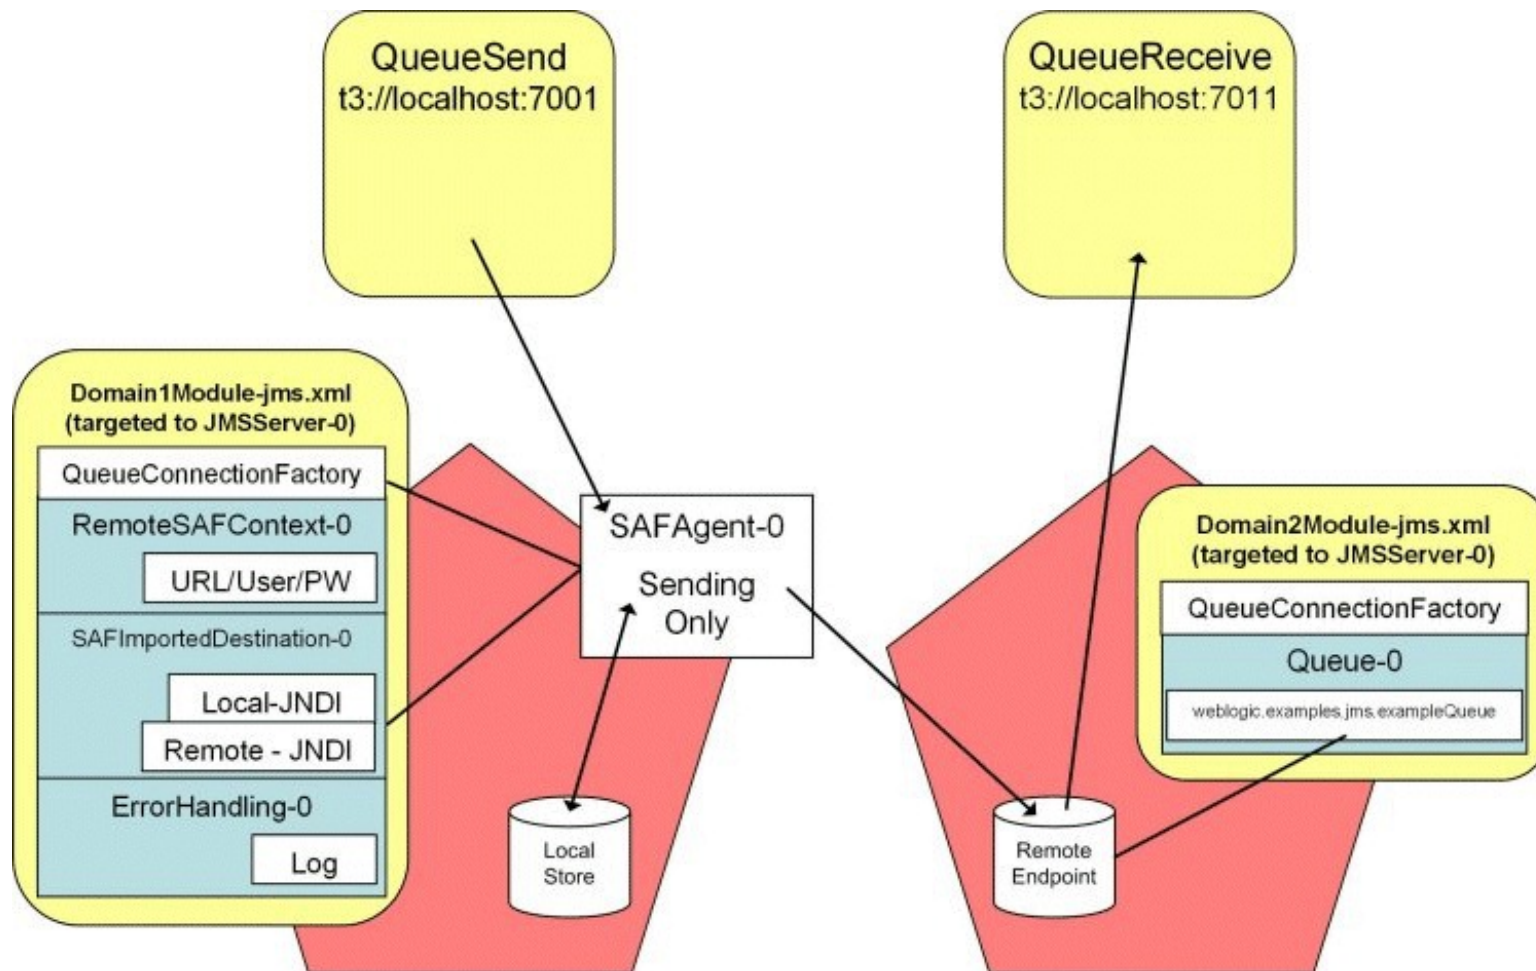 QueueSend
t3://localhost:7001
QueueReceive
t3://localhost:7011
Domain1Module-jms.xml
(targeted to JMSServer-0)
QueueConnectionFactory
RemoteSAFContext-0
URL/User/PW
SAFImportedDestination-0
Local-JNDI
Remote - JNDI
ErrorHandling-0
Log
SAFAgent-0
Sending
Only
Local
Store
Domain2Module-jms.xml
(targeted to JMSServer-0)
QueueConnectionFactory
Queue-0
weblogic.examples.jms.exampleQueue
Remote
Endpoint